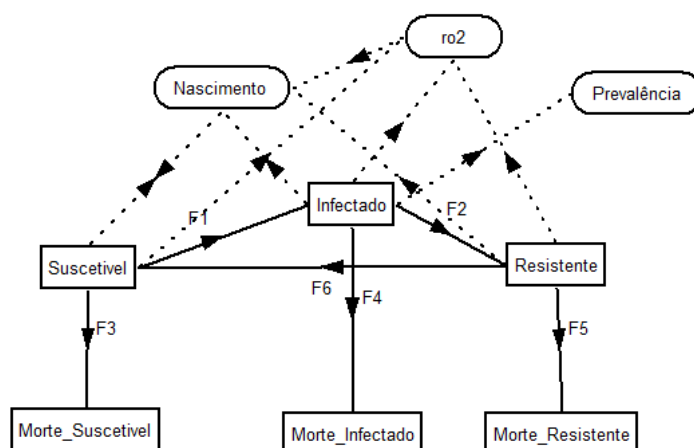 ro2
Nascimento
Prevalência
Infectado
F1
F2
Suscetivel
Resistente
F6
F4
F3
F5
Morte_Suscetivel
Morte_Infectado
Morte_Resistente